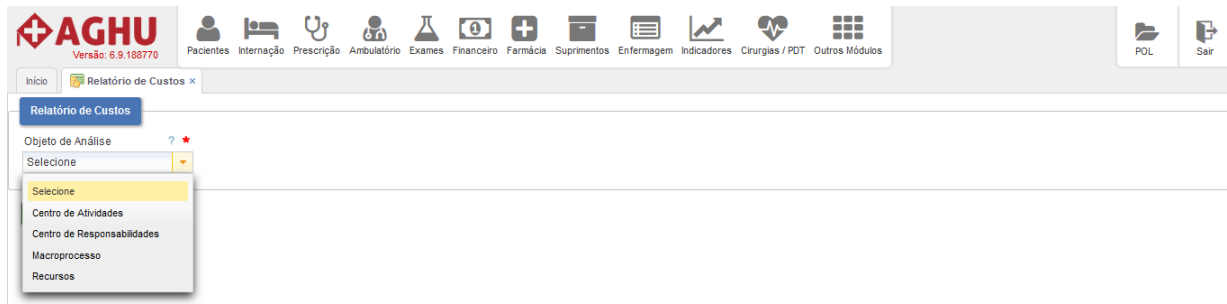 AGHU
Versão: 6.9.188770
Pacientes Internação Prescrição Ambulatório Exames Financeiro Farmácia Suprimentos Enfermagem Indicadores Cirurgias / PDT Outros Módulos POL Sair
Início Relatório de Custos ×
Relatório de Custos
Objeto de Análise ? *
Selecione
Selecione
Centro de Atividades
Centro de Responsabilidades
Macroprocesso
Recursos